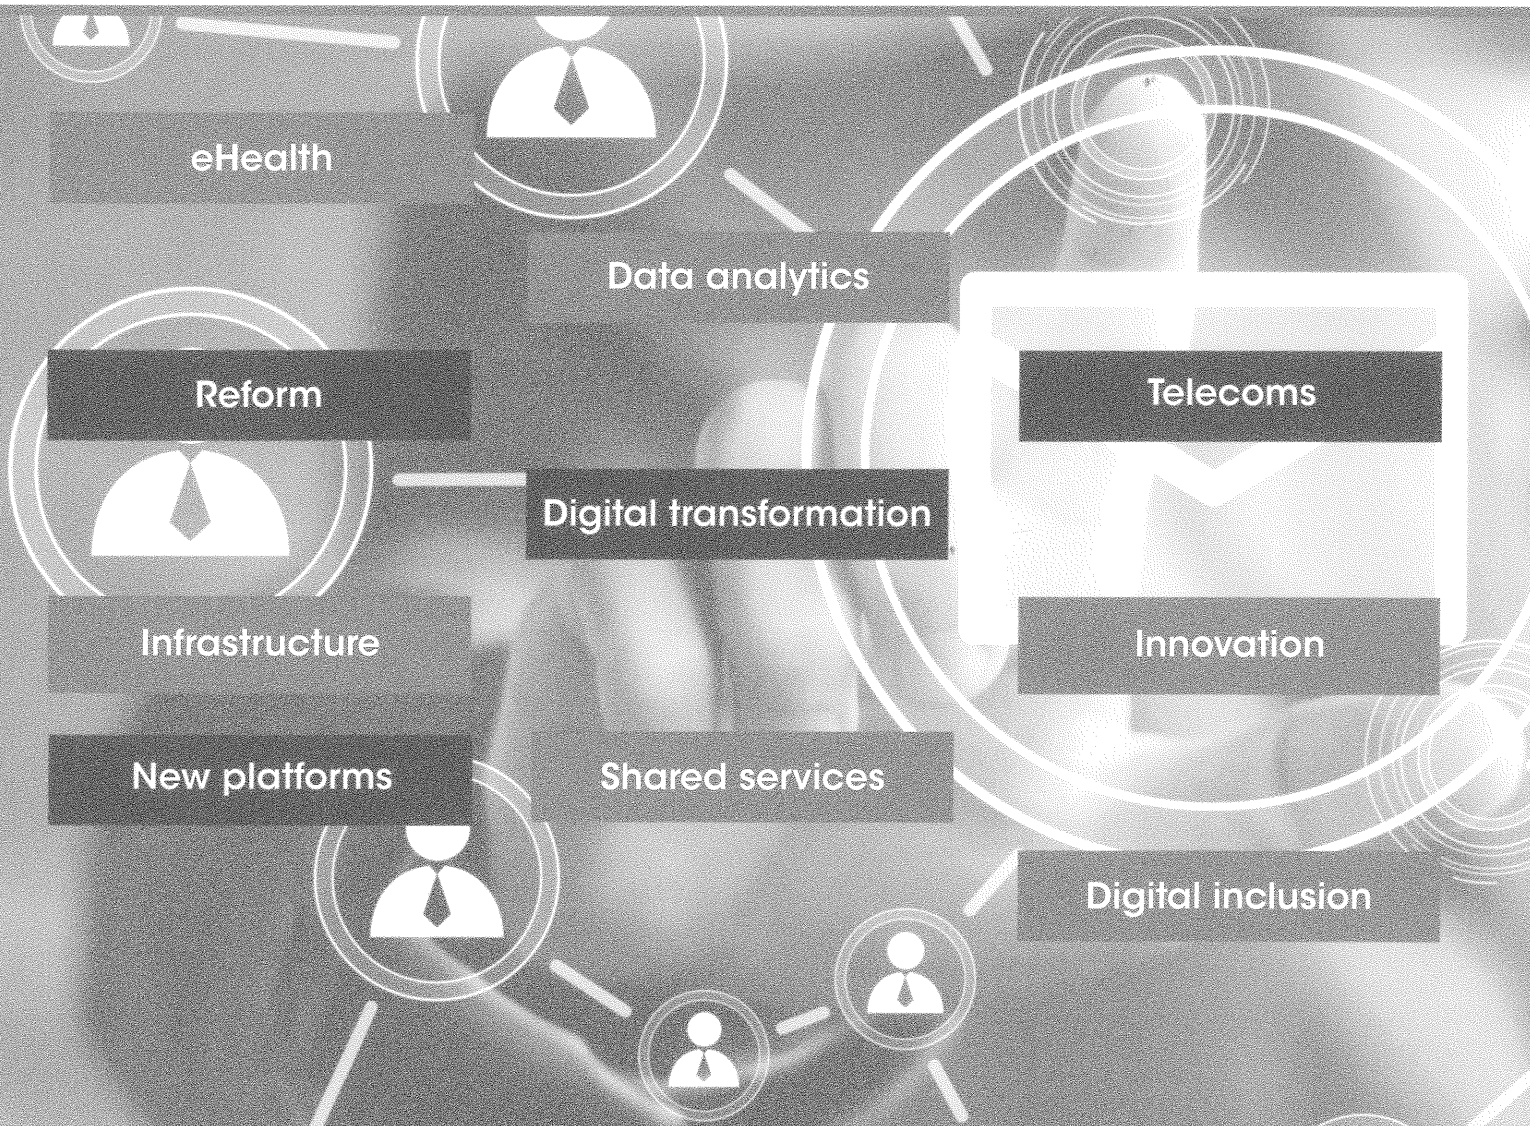 eHealth
Data analytics
Reform
Telecoms
Digital transformation
Infrastructure
Innovation
New platforms
Shared services
Digital inclusion